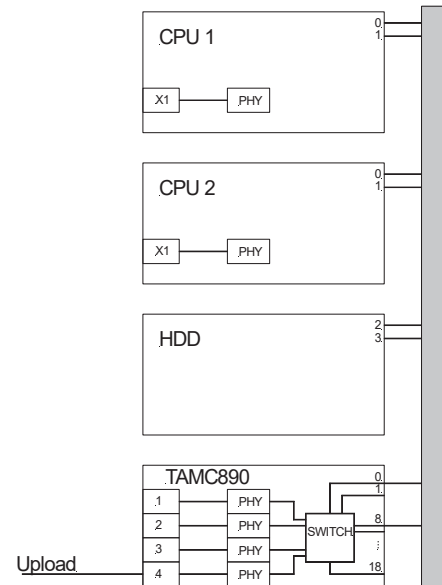 CPU 1
0
1
X1 PHY
CPU 2
0
1
X1 PHY
HDD
2
3
TAMC890
0
1
1 PHY
2 PHY
SWITCH
8
3 PHY
⋮
Upload
4 PHY
18